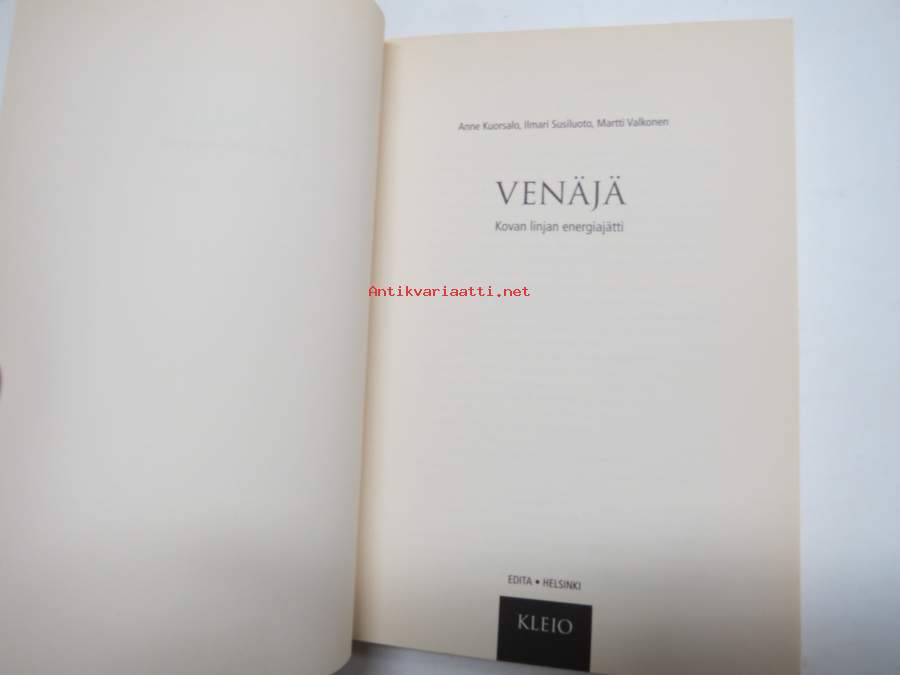 Anne Kuorsalo, Ilmari Susiluoto, Martti Valkonen
VENÄJÄ
Kovan linjan energiajätti
Antikvariaatti.net
EDITA • HELSINKI
KLEIO